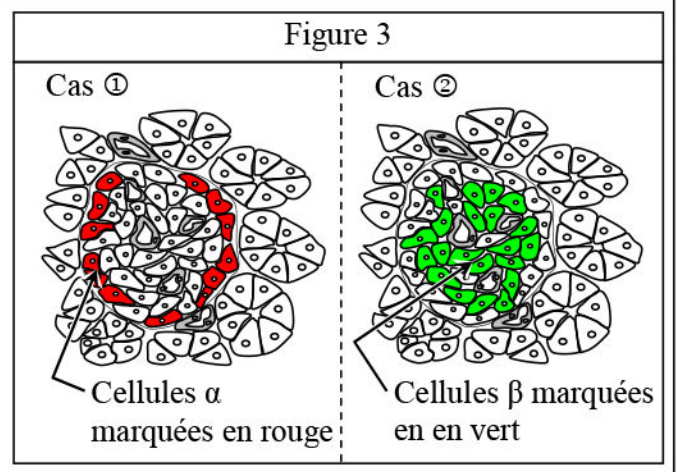 Figure 3
Cas ①
Cas ②
Cellules α
marquées en rouge
Cellules β marquées
en en vert